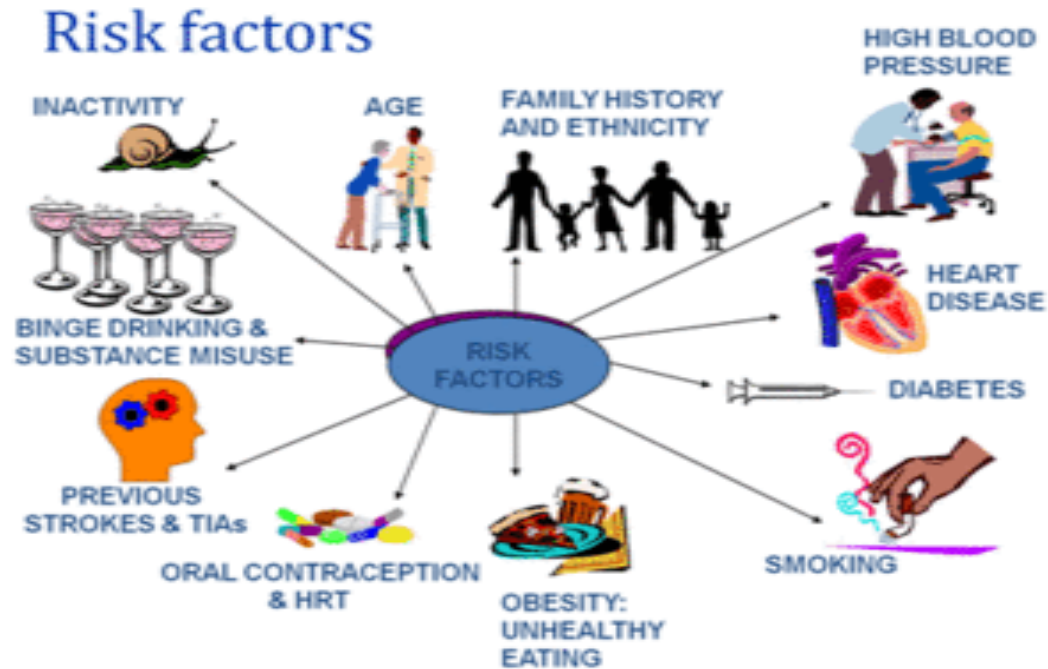 Risk factors
INACTIVITY
AGE
FAMILY HISTORY
AND ETHNICITY
HIGH BLOOD
PRESSURE
HEART
DISEASE
BINGE DRINKING &
SUBSTANCE MISUSE
RISK
FACTORS
DIABETES
PREVIOUS
STROKES & TIAs
ORAL CONTRACEPTION
& HRT
OBESITY:
UNHEALTHY
EATING
SMOKING